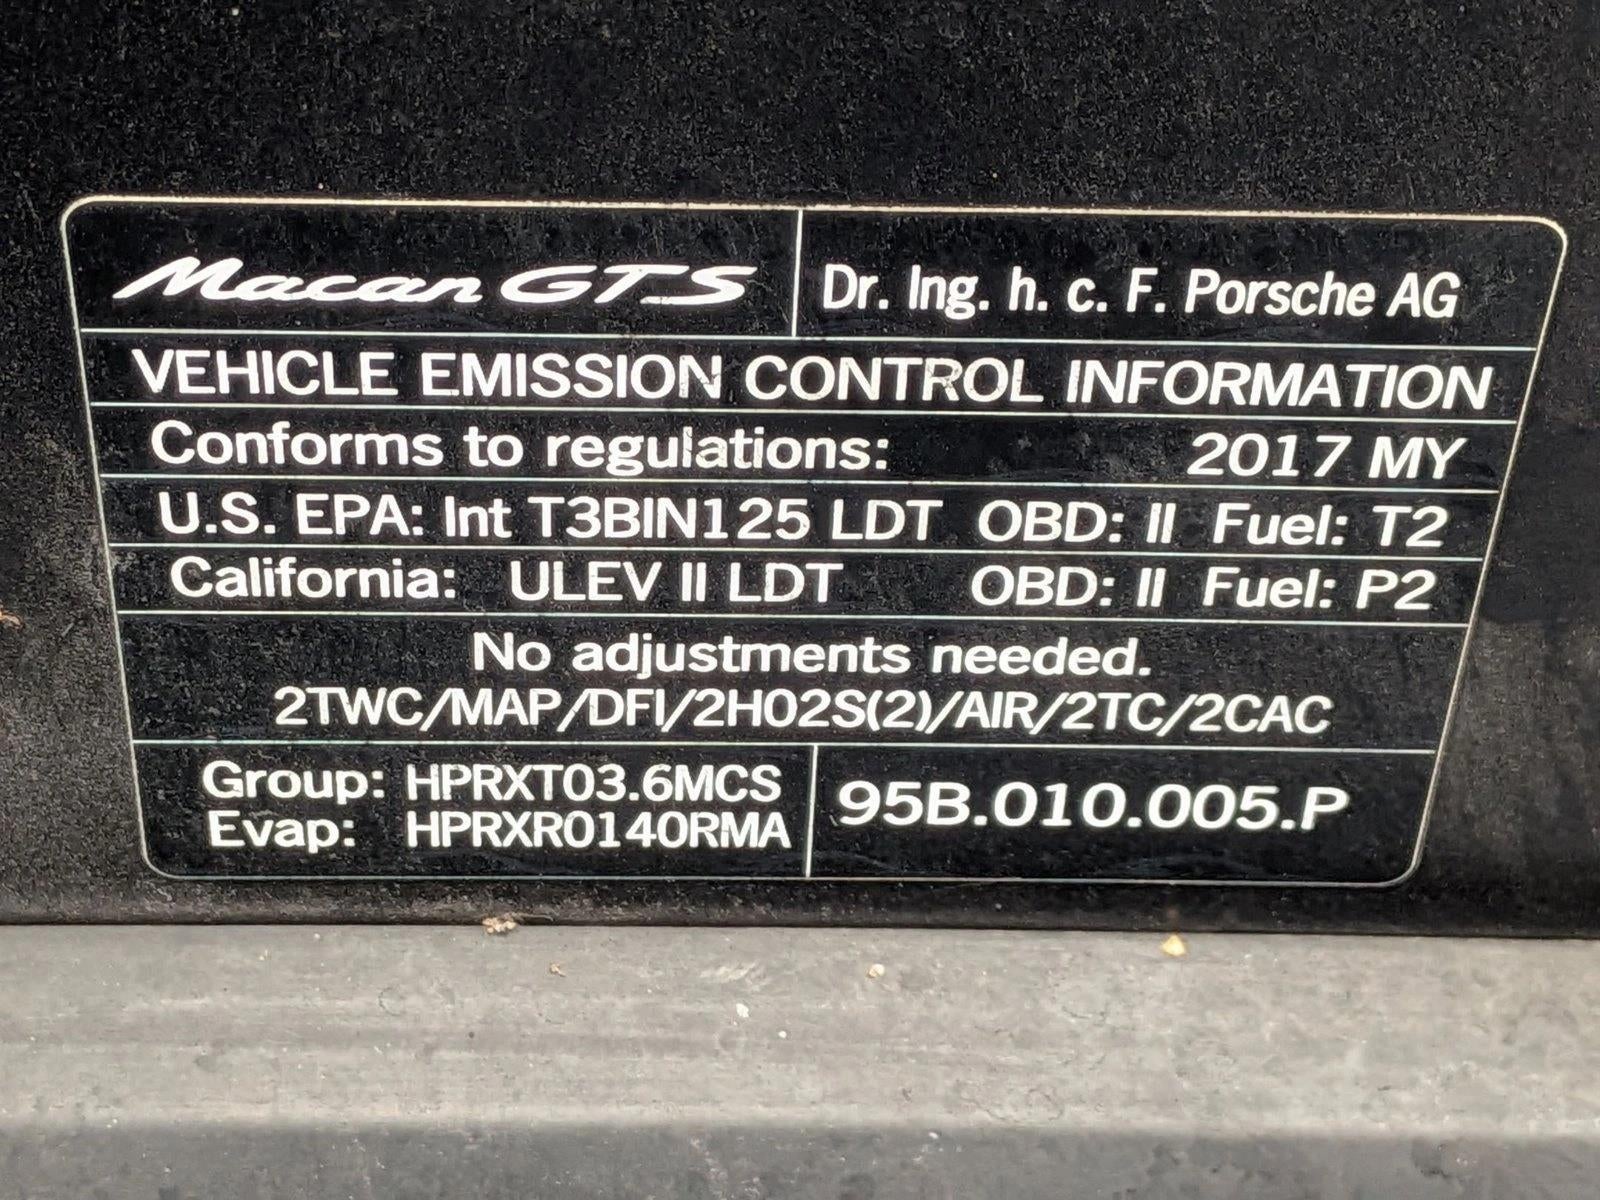 Macan GTS Dr. Ing. h. c. F. Porsche AG
VEHICLE EMISSION CONTROL INFORMATION
Conforms to regulations: 2017 MY
U.S. EPA: Int T3BIN125 LDT OBD: II Fuel: T2
California: ULEV II LDT OBD: II Fuel: P2
No adjustments needed.
2TWC/MAP/DFI/2HO2S(2)/AIR/2TC/2CAC
Group: HPRXT03.6MCS
Evap: HPRXR0140RMA
95B.010.005.P